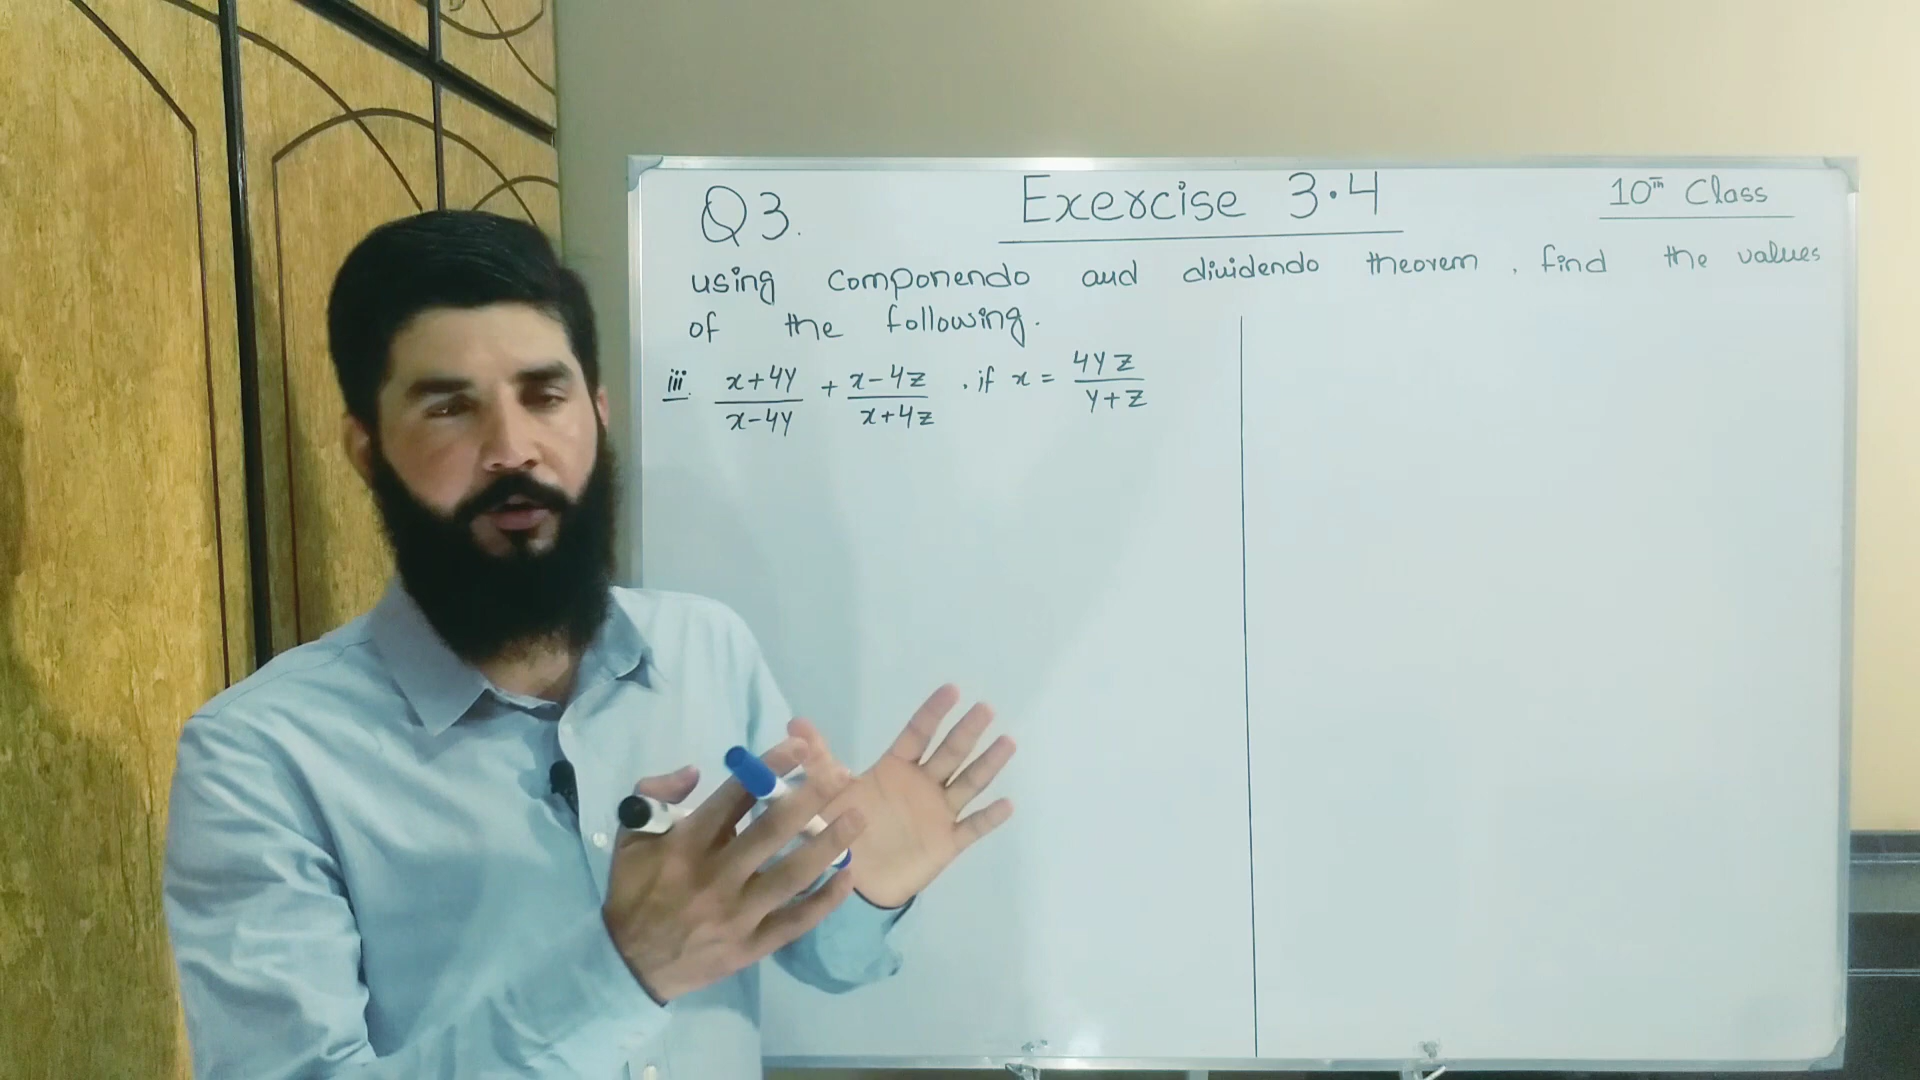 Q3. Exercise 3.4 10th Class
using componendo and dividendo theorem, find the values
of the following.
iii. (x+4y)/(x-4y) + (x-4z)/(x+4z), if x = 4yz/(y+z)